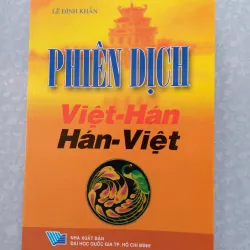 LÊ ĐÌNH KHẨN
PHIÊN DỊCH
Việt-Hán
Hán-Việt
NHÀ XUẤT BẢN
ĐẠI HỌC QUỐC GIA TP. HỒ CHÍ MINH